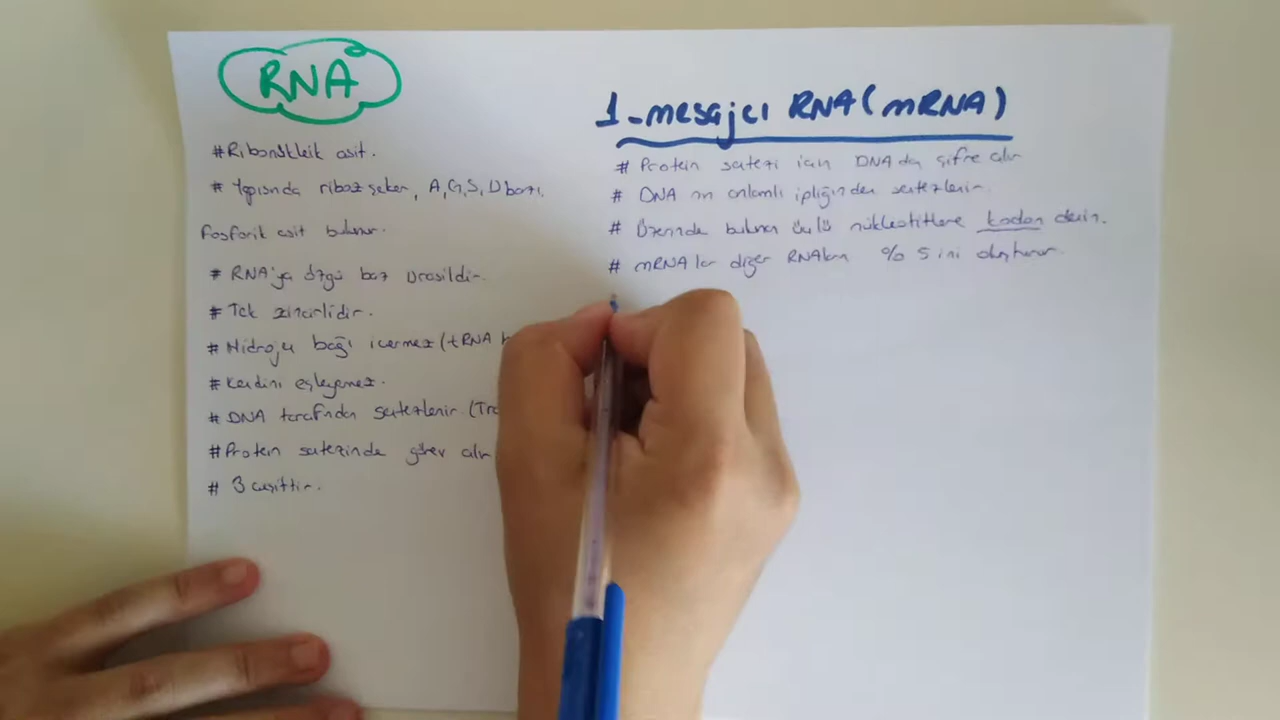 RNA
#Ribonükleik asit.
# Yapısında riboz şeker, A,G,S,U bazı,
fosforik asit bulunur.
# RNA'ya özgü baz Urasildir.
# Tek zincirlidir.
# Hidrojen bağı içermez (tRNA
# Kendini eşleyemez.
# DNA tarafından sentezlenir (Tra
# Protein sentezinde görev alır
# 3 çeşittir.
1-mesajcı RNA (mRNA)
# Protein sentezi için DNA da şifre alır
# DNA nın anlamlı ipliğinden sentezlenir.
# Üzerinde bulunan üçlü nükleotitlere kodon denir.
# mRNA lar diğer RNAların %5 ini oluşturur.